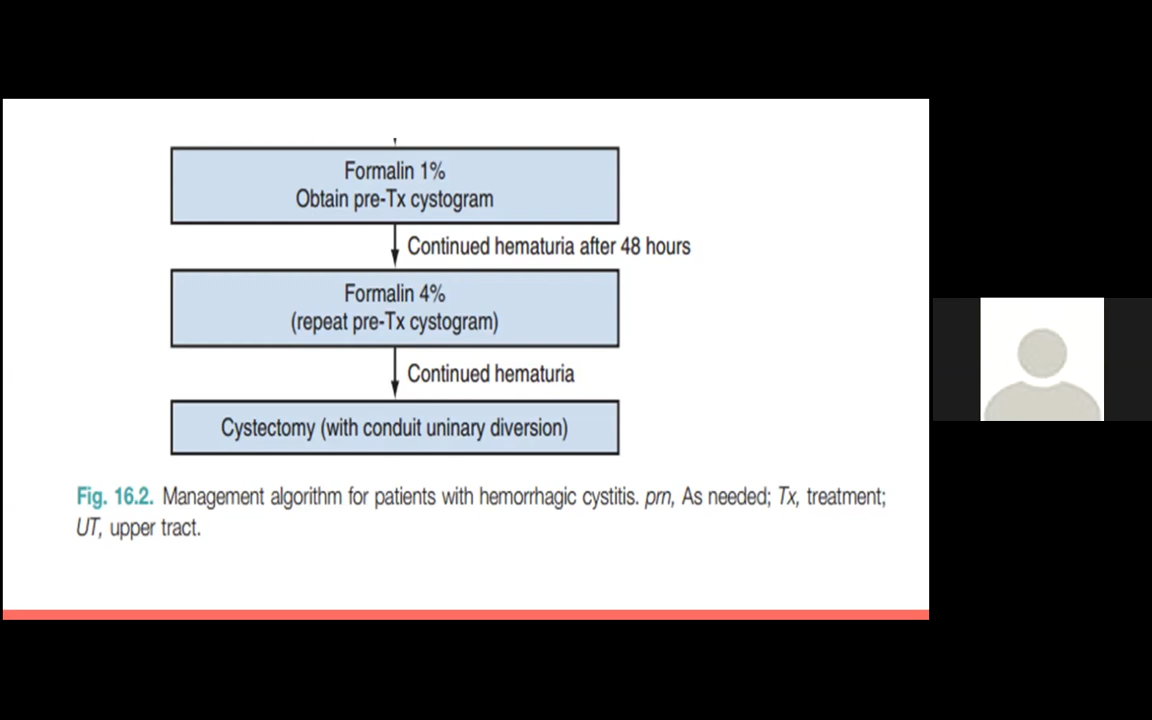 Formalin 1%
Obtain pre-Tx cystogram
Continued hematuria after 48 hours
Formalin 4%
(repeat pre-Tx cystogram)
Continued hematuria
Cystectomy (with conduit uninary diversion)
Fig. 16.2. Management algorithm for patients with hemorrhagic cystitis. prn, As needed; Tx, treatment;
UT, upper tract.